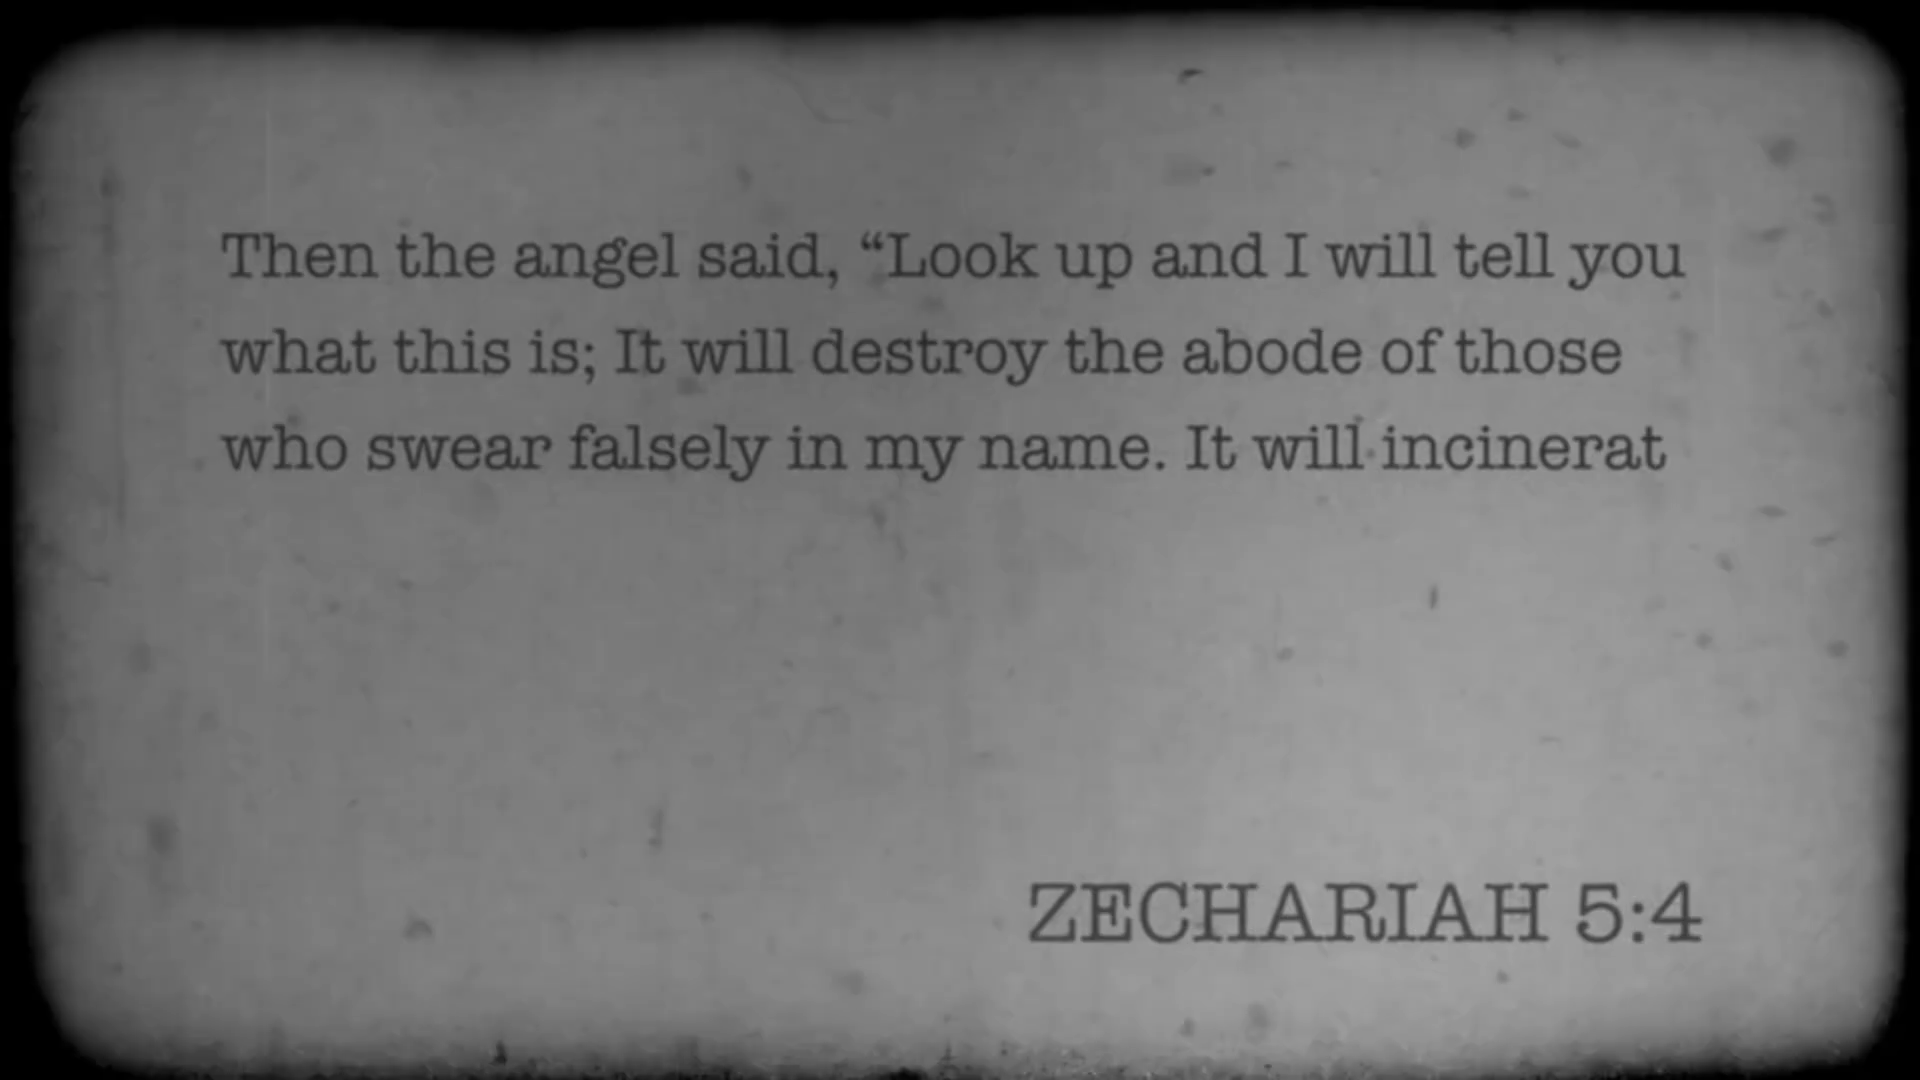 Then the angel said, “Look up and I will tell you
what this is; It will destroy the abode of those
who swear falsely in my name. It will incinerat
ZECHARIAH 5:4